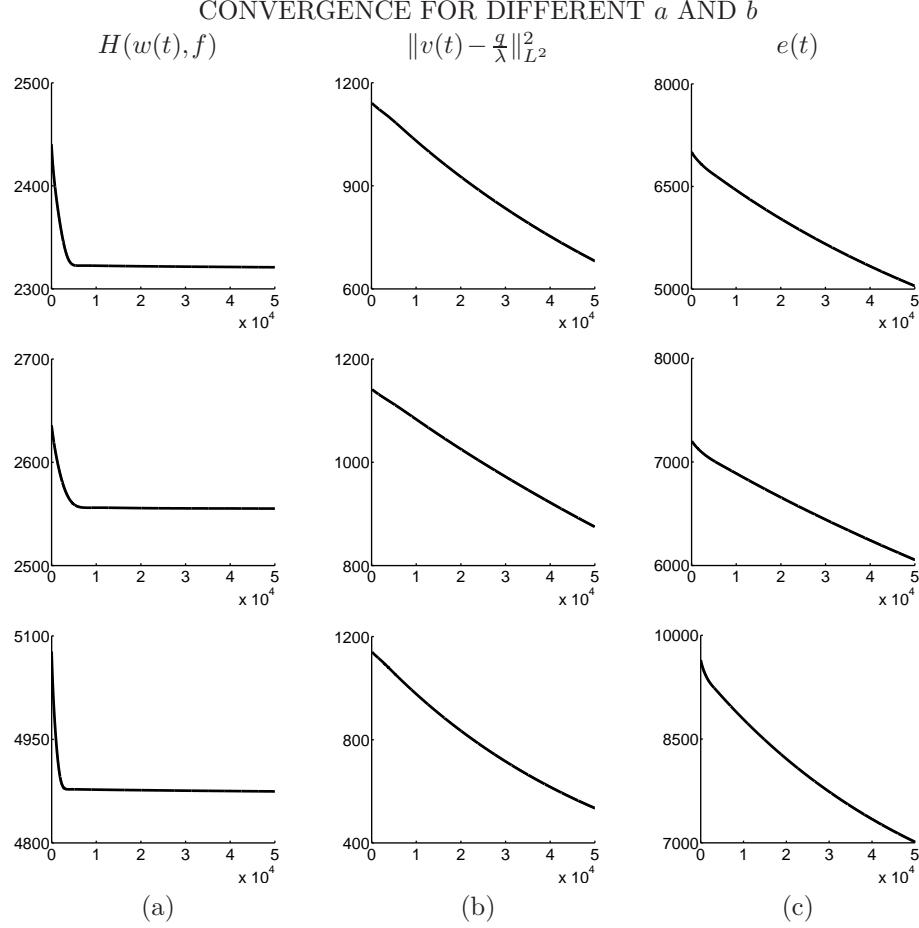 CONVERGENCE FOR DIFFERENT a AND b
H(w(t), f)
‖v(t) − q/λ‖²_{L²}
e(t)
2500
2400
2300
0 1 2 3 4 5
x 10⁴
1200
900
600
0 1 2 3 4 5
x 10⁴
8000
6500
5000
0 1 2 3 4 5
x 10⁴
2700
2600
2500
0 1 2 3 4 5
x 10⁴
1200
1000
800
0 1 2 3 4 5
x 10⁴
8000
7000
6000
0 1 2 3 4 5
x 10⁴
5100
4950
4800
0 1 2 3 4 5
x 10⁴
1200
800
400
0 1 2 3 4 5
x 10⁴
10000
8500
7000
0 1 2 3 4 5
x 10⁴
(a)
(b)
(c)